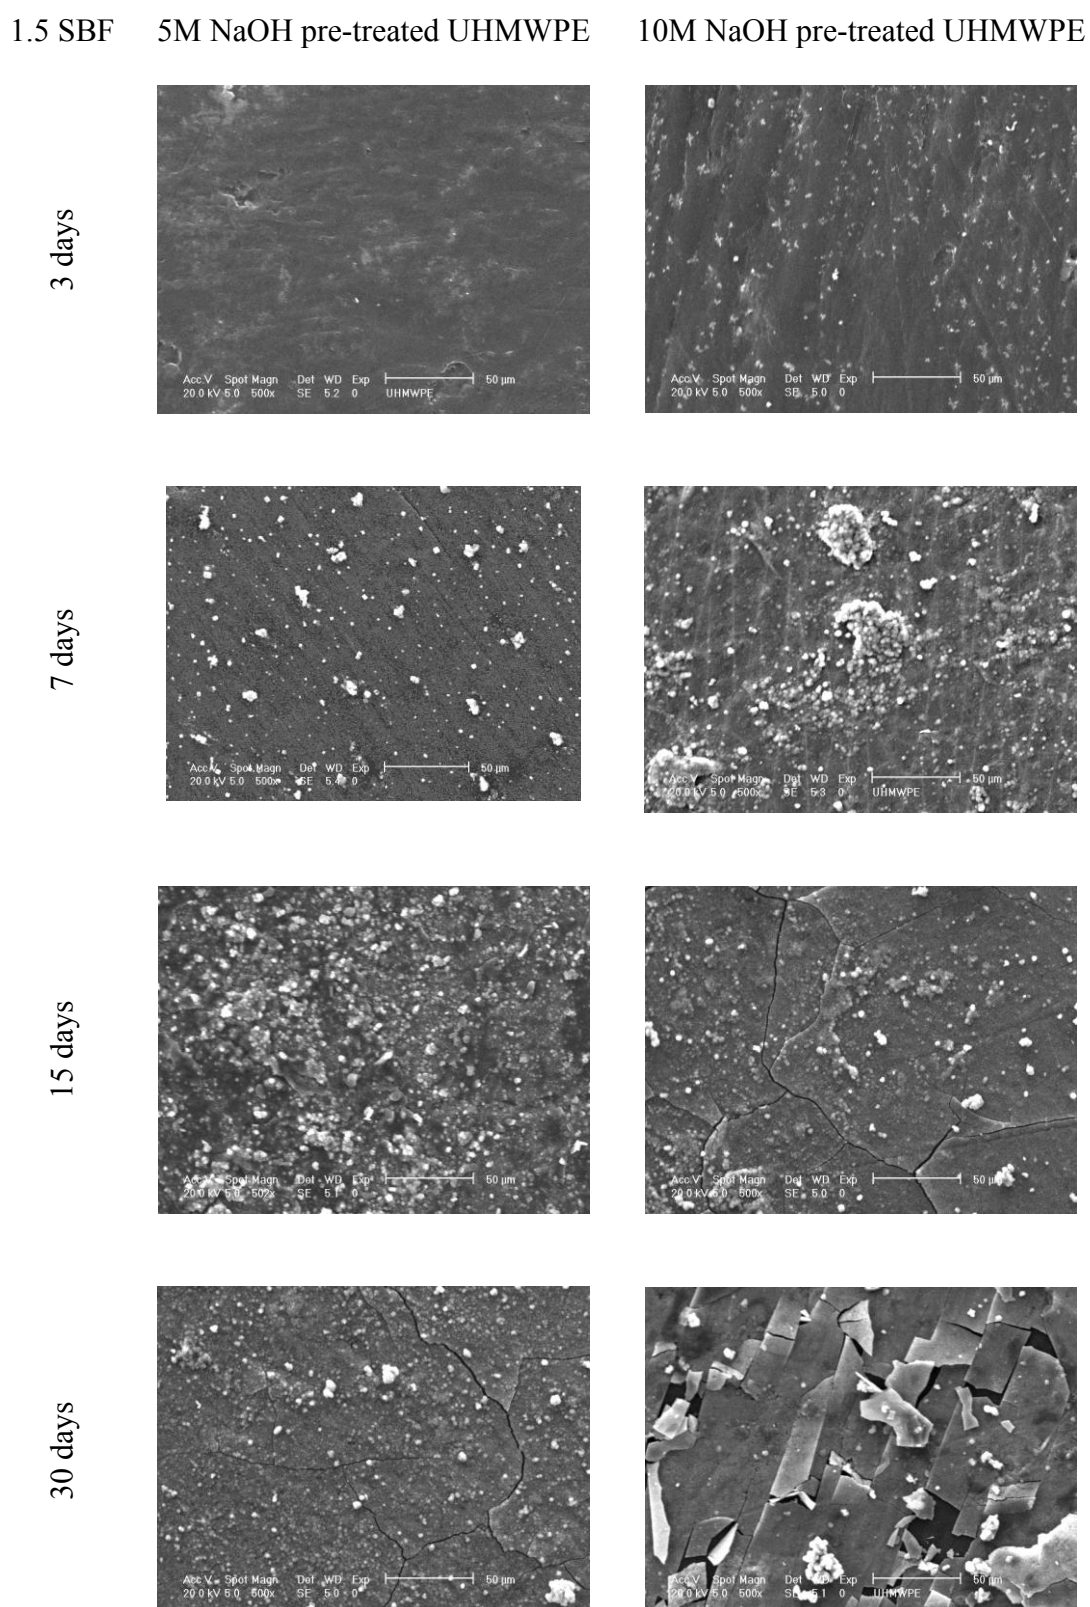 1.5 SBF 5M NaOH pre-treated UHMWPE 10M NaOH pre-treated UHMWPE
3 days
Acc.V Spot Magn Det WD Exp 50 µm
20.0 kV 5.0 500x SE 5.2 0 UHMWPE
Acc.V Spot Magn Det WD Exp 50 µm
20.0 kV 5.0 500x SE 5.0 0
7 days
Acc.V Spot Magn Det WD Exp 50 µm
20.0 kV 5.0 500x SE 5.4 0
Acc.V Spot Magn Det WD Exp 50 µm
20.0 kV 5.0 500x SE 5.3 0 UHMWPE
15 days
Acc.V Spot Magn Det WD Exp 50 µm
20.0 kV 5.0 502x SE 5.1 0
Acc.V Spot Magn Det WD Exp 50 µm
20.0 kV 5.0 500x SE 5.0 0
30 days
Acc.V Spot Magn Det WD Exp 50 µm
20.0 kV 5.0 500x SE 5.0 0
Acc.V Spot Magn Det WD Exp 50 µm
20.0 kV 5.0 500x SE 5.1 0 UHMWPE